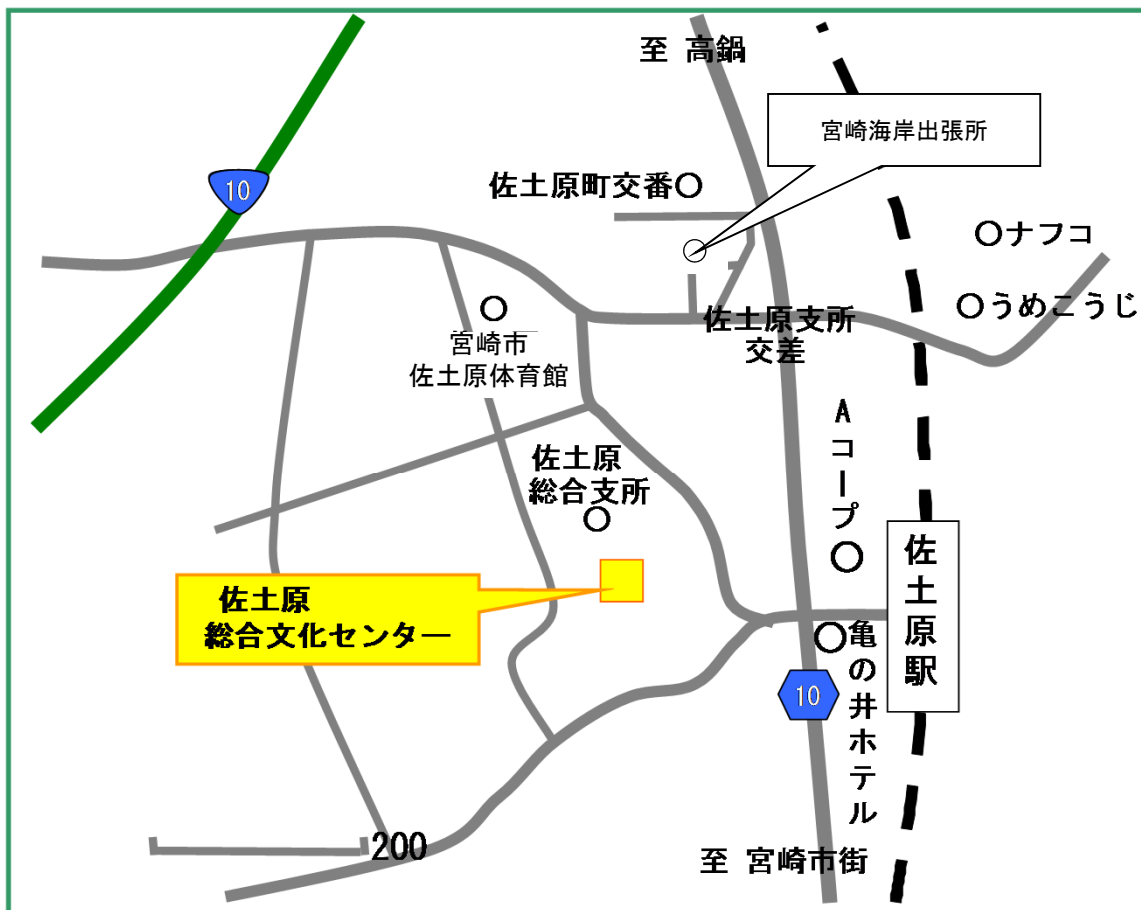 至 高鍋
宮崎海岸出張所
10
佐土原町交番
ナフコ
うめこうじ
佐土原支所
交差
宮崎市
佐土原体育館
Aコープ
佐土原
総合支所
佐土原駅
佐土原
総合文化センター
亀の井ホテル
10
200
至 宮崎市街